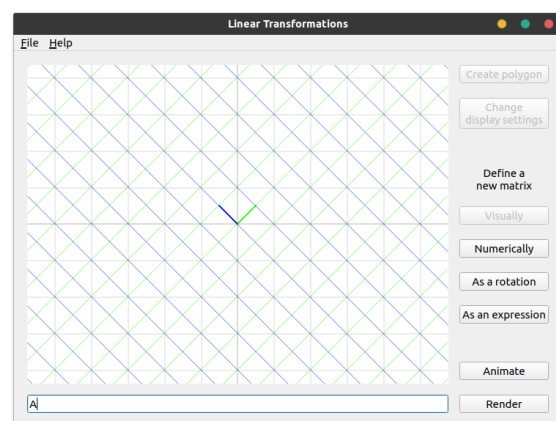 Linear Transformations
File Help
Create polygon
Change
display settings
Define a
new matrix
Visually
Numerically
As a rotation
As an expression
Animate
A
Render